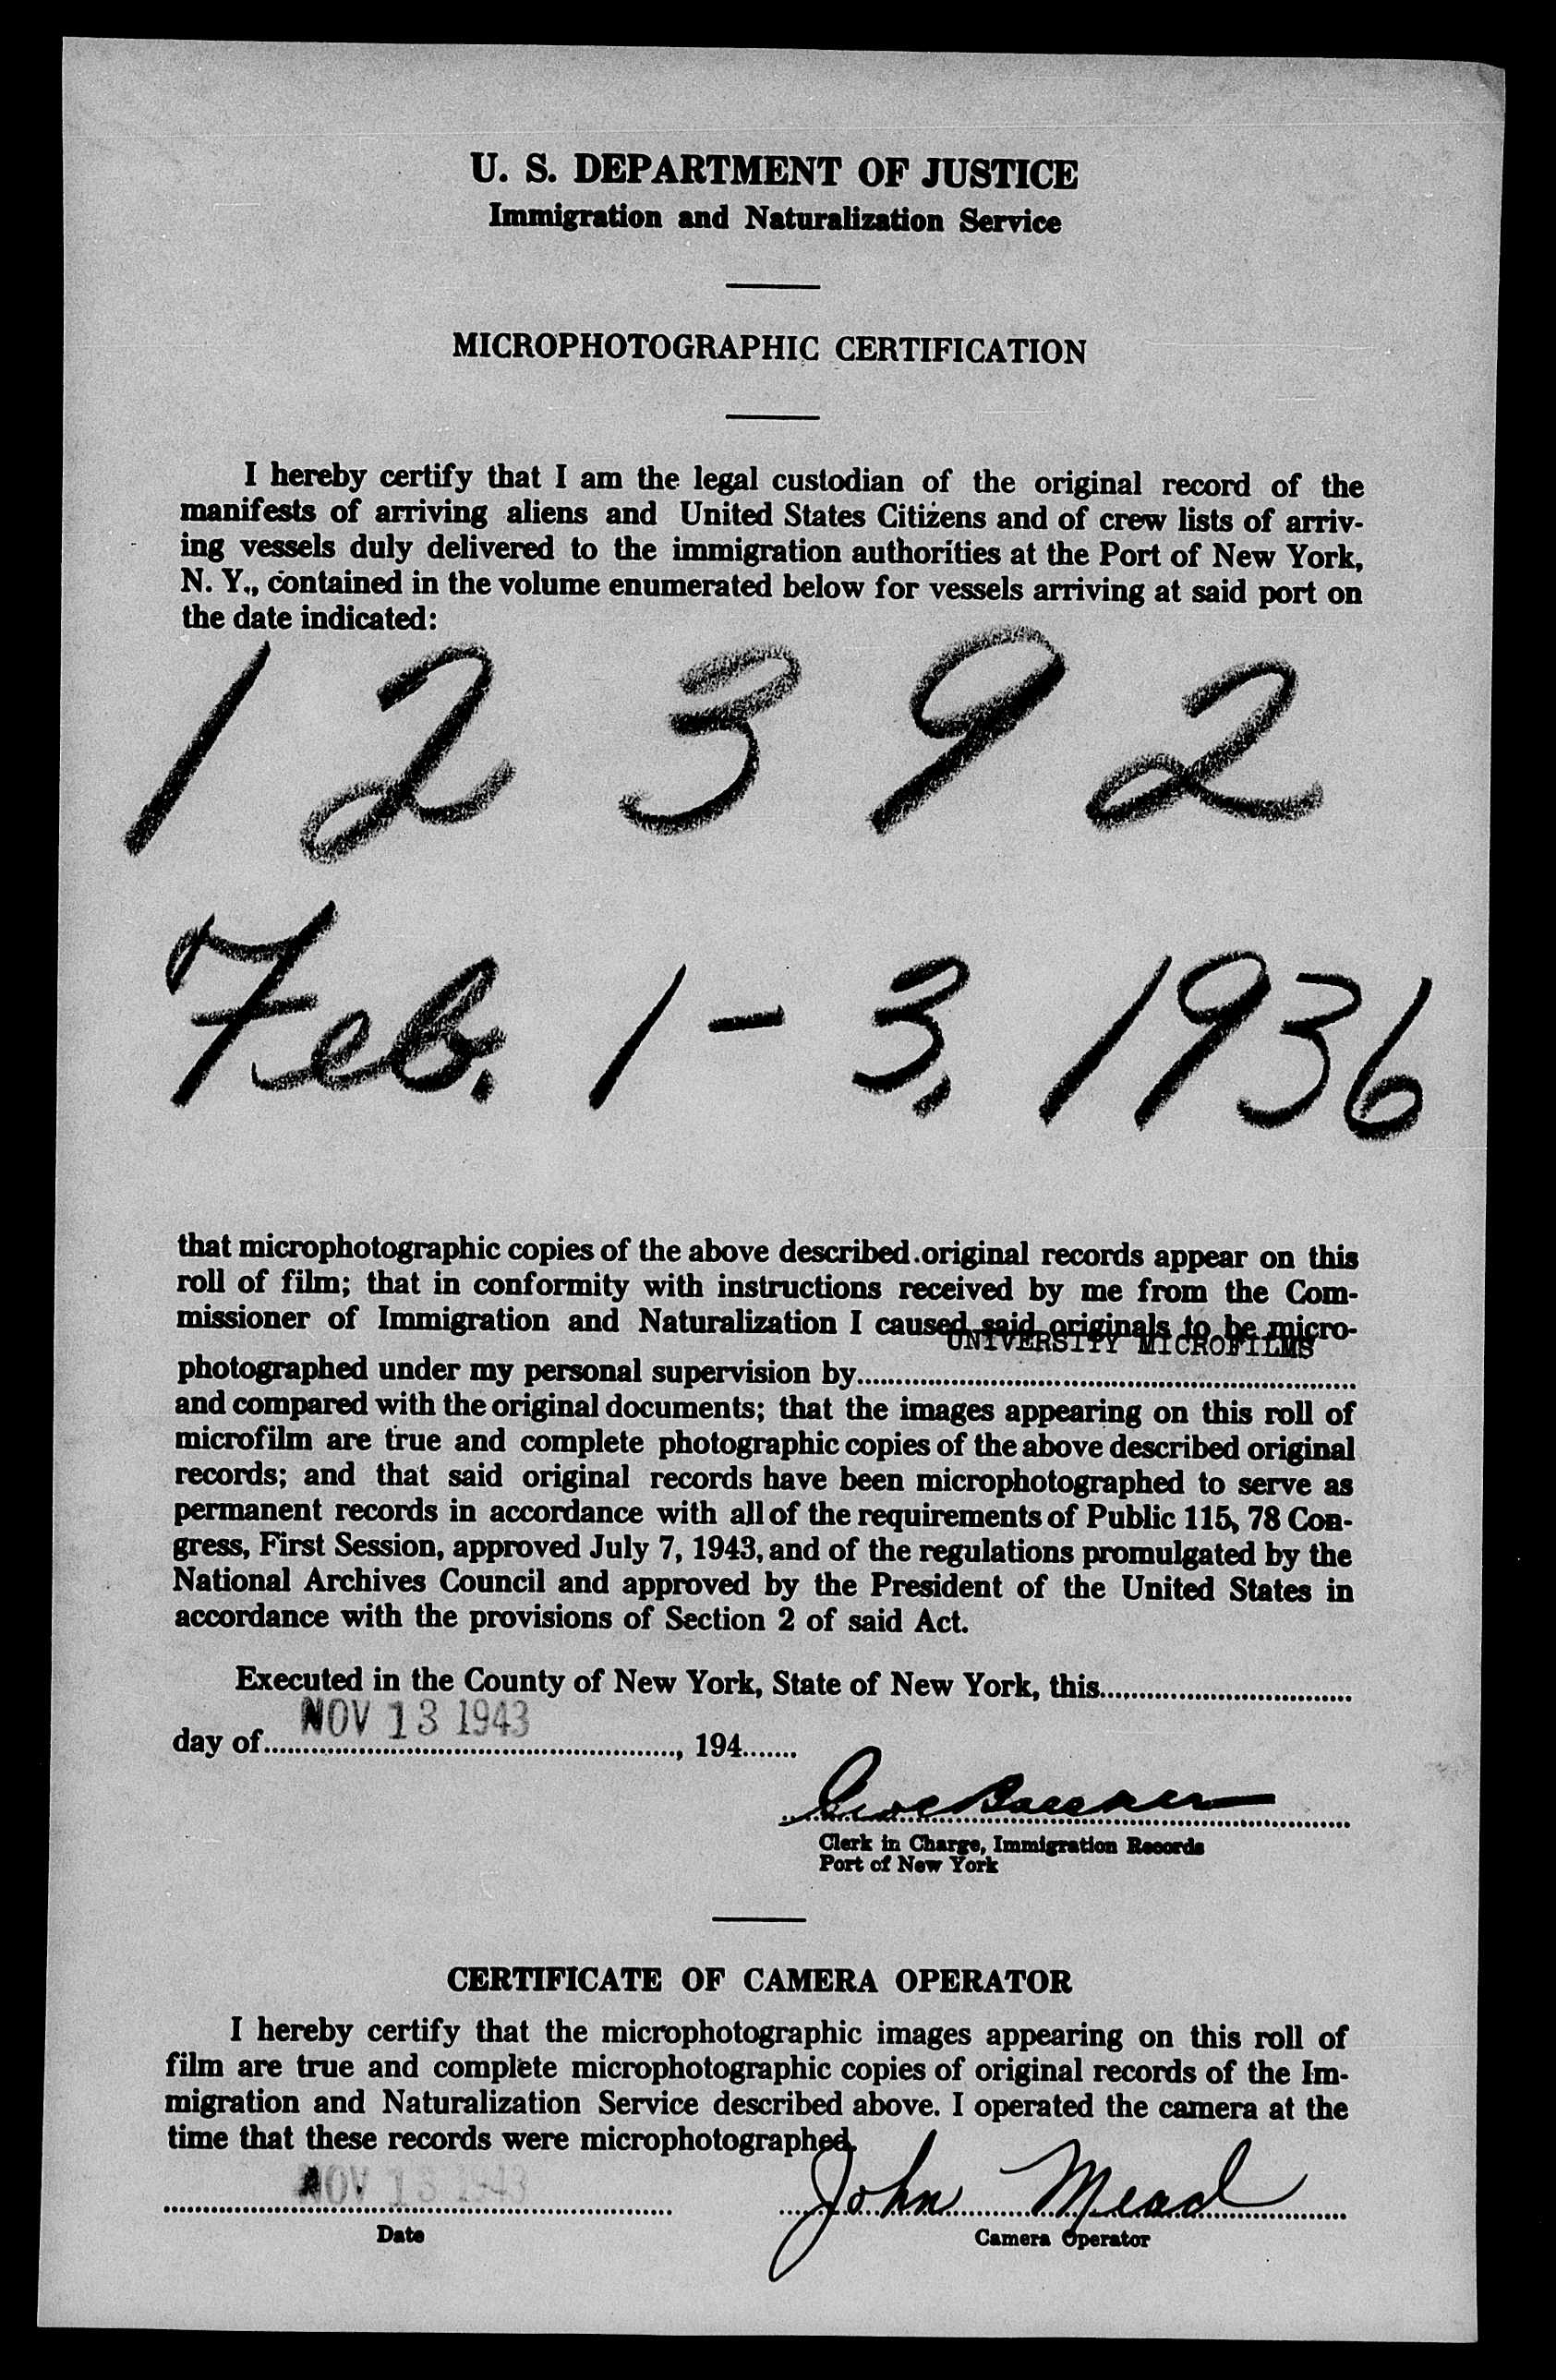 U. S. DEPARTMENT OF JUSTICE
Immigration and Naturalization Service
MICROPHOTOGRAPHIC CERTIFICATION
I hereby certify that I am the legal custodian of the original record of the
manifests of arriving aliens and United States Citizens and of crew lists of arriv-
ing vessels duly delivered to the immigration authorities at the Port of New York,
N. Y., contained in the volume enumerated below for vessels arriving at said port on
the date indicated:
12392
Feb. 1-3, 1936
that microphotographic copies of the above described original records appear on this
roll of film; that in conformity with instructions received by me from the Com-
missioner of Immigration and Naturalization I caused said originals to be micro-
UNIVERSITY MICROFILMS
photographed under my personal supervision by
and compared with the original documents; that the images appearing on this roll of
microfilm are true and complete photographic copies of the above described original
records; and that said original records have been microphotographed to serve as
permanent records in accordance with all of the requirements of Public 115, 78 Con-
gress, First Session, approved July 7, 1943, and of the regulations promulgated by the
National Archives Council and approved by the President of the United States in
accordance with the provisions of Section 2 of said Act.
Executed in the County of New York, State of New York, this
NOV 13 1943
day of , 194
Clerk in Charge, Immigration Records
Port of New York
CERTIFICATE OF CAMERA OPERATOR
I hereby certify that the microphotographic images appearing on this roll of
film are true and complete microphotographic copies of original records of the Im-
migration and Naturalization Service described above. I operated the camera at the
time that these records were microphotographed.
NOV 13 1943 John Mead
Date Camera Operator